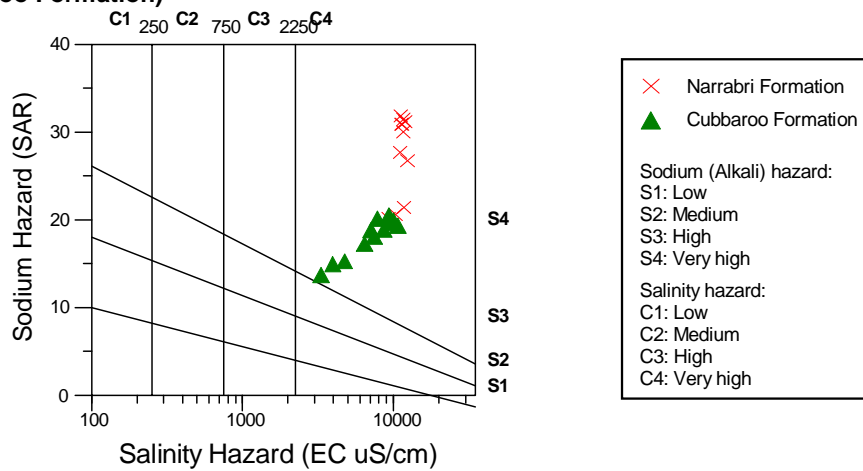 Formation)
C1 250 C2 750 C3 2250 C4
40
30
20
10
0
100
1000
10000
Sodium Hazard (SAR)
Salinity Hazard (EC uS/cm)
S4
S3
S2
S1
Narrabri Formation
Cubbaroo Formation
Sodium (Alkali) hazard:
S1: Low
S2: Medium
S3: High
S4: Very high
Salinity hazard:
C1: Low
C2: Medium
C3: High
C4: Very high